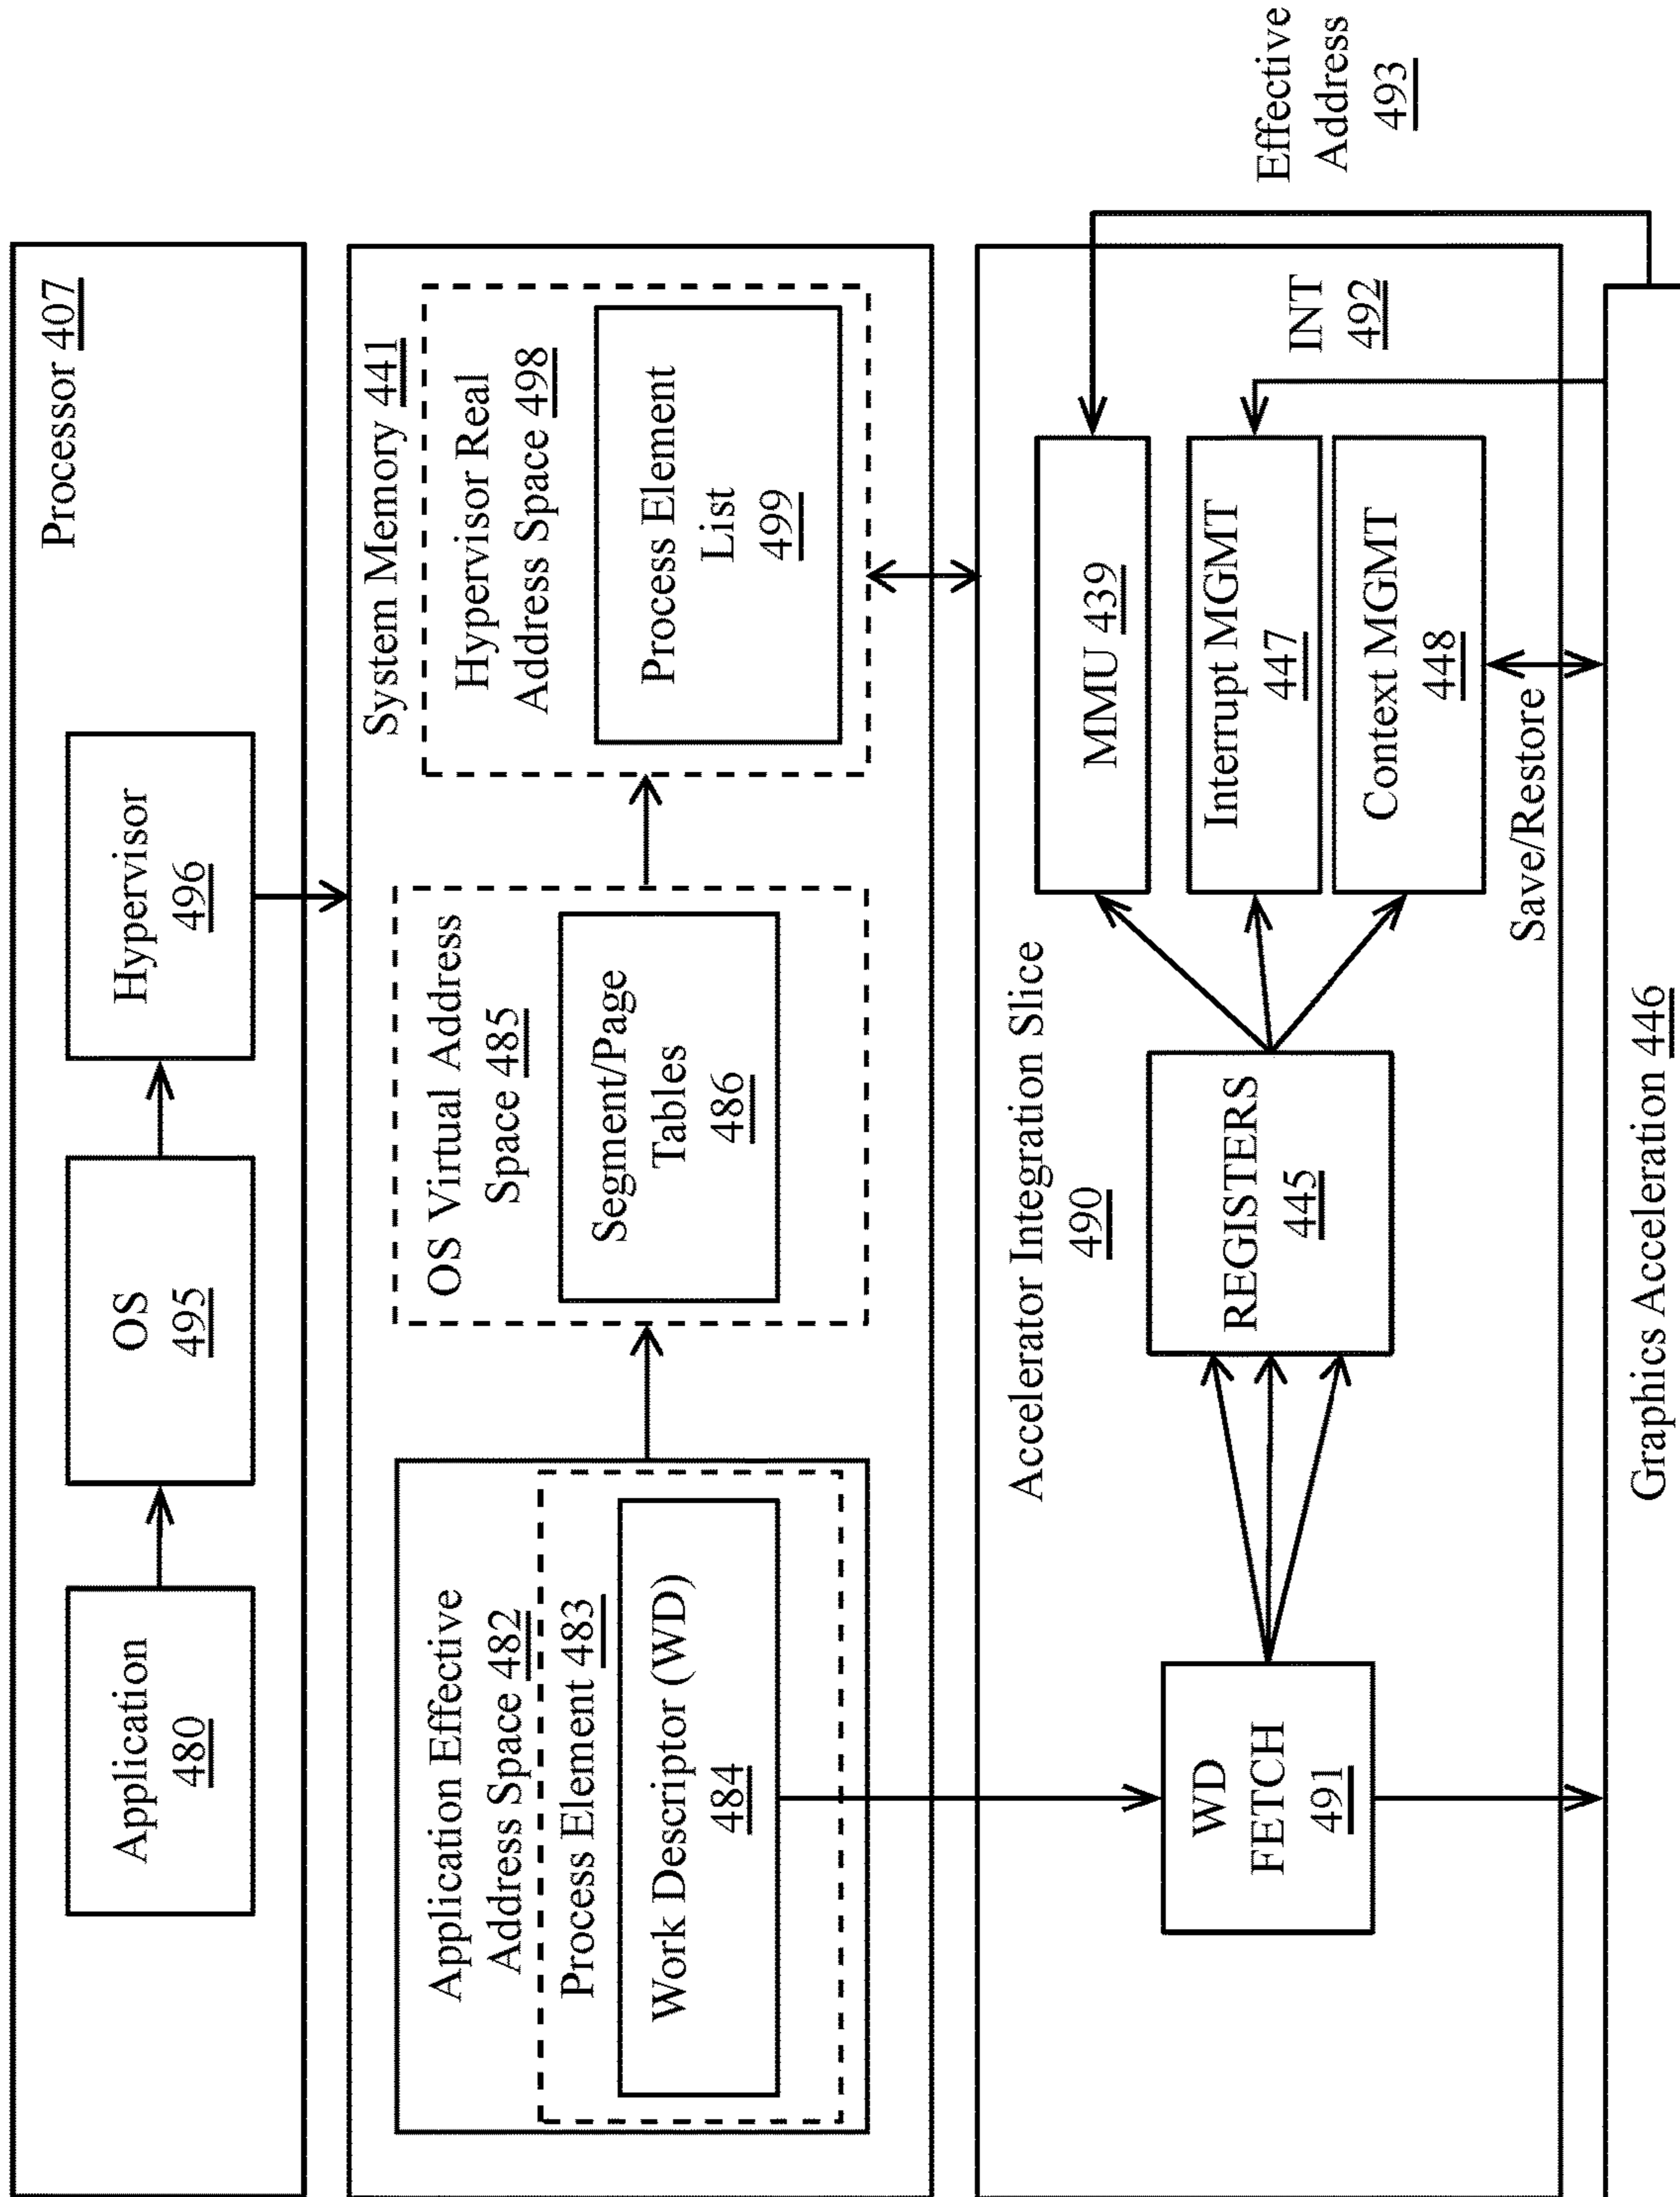 Processor 407
Application
480
OS
495
Hypervisor
496
System Memory 441
Application Effective
Address Space 482
Process Element 483
Work Descriptor (WD)
484
OS Virtual Address
Space 485
Segment/Page
Tables
486
Hypervisor Real
Address Space 498
Process Element
List
499
Accelerator Integration Slice
490
WD
FETCH
491
REGISTERS
445
MMU 439
Interrupt MGMT
447
Context MGMT
448
Save/Restore
INT
492
Effective
Address
493
Graphics Acceleration 446